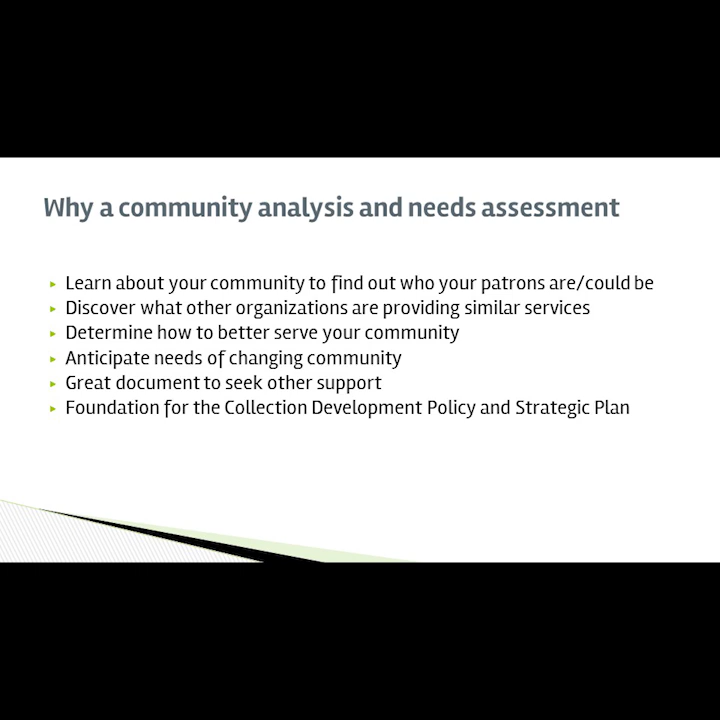 Why a community analysis and needs assessment
Learn about your community to find out who your patrons are/could be
Discover what other organizations are providing similar services
Determine how to better serve your community
Anticipate needs of changing community
Great document to seek other support
Foundation for the Collection Development Policy and Strategic Plan